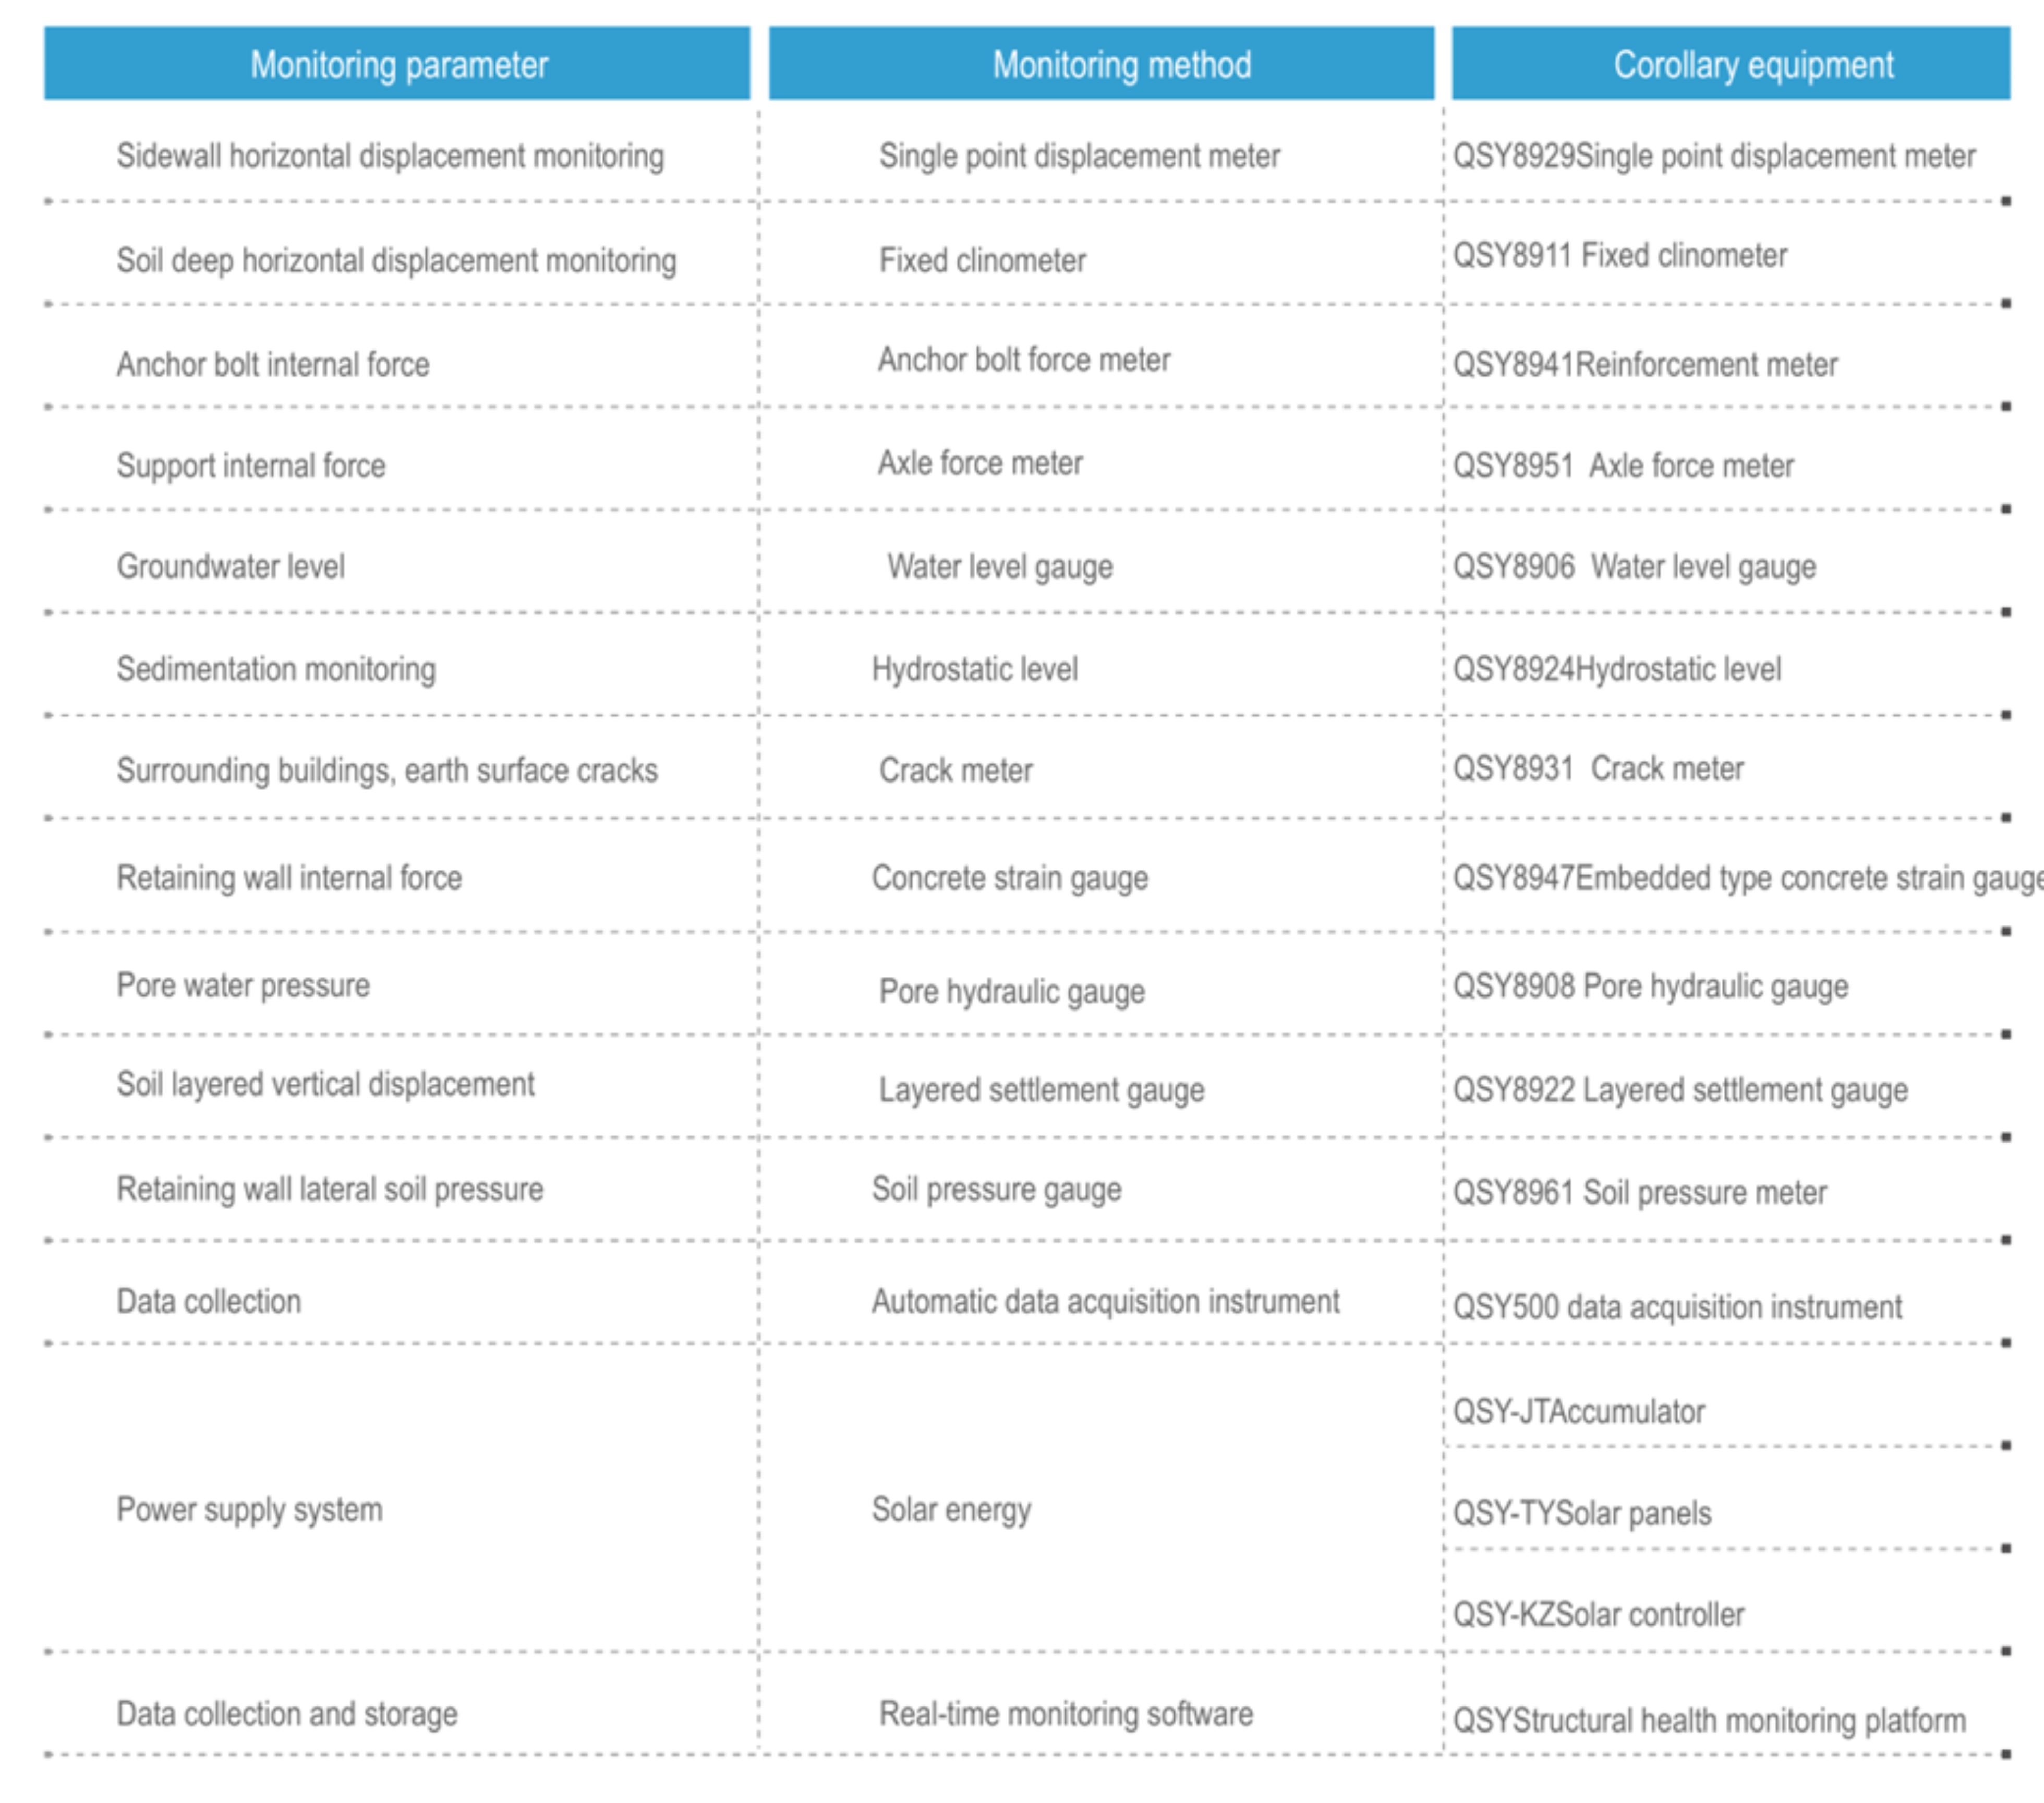 Monitoring parameter Monitoring method Corollary equipment
Sidewall horizontal displacement monitoring Single point displacement meter QSY8929Single point displacement meter
Soil deep horizontal displacement monitoring Fixed clinometer QSY8911 Fixed clinometer
Anchor bolt internal force Anchor bolt force meter QSY8941Reinforcement meter
Support internal force Axle force meter QSY8951 Axle force meter
Groundwater level Water level gauge QSY8906 Water level gauge
Sedimentation monitoring Hydrostatic level QSY8924Hydrostatic level
Surrounding buildings, earth surface cracks Crack meter QSY8931 Crack meter
Retaining wall internal force Concrete strain gauge QSY8947Embedded type concrete strain gauge
Pore water pressure Pore hydraulic gauge QSY8908 Pore hydraulic gauge
Soil layered vertical displacement Layered settlement gauge QSY8922 Layered settlement gauge
Retaining wall lateral soil pressure Soil pressure gauge QSY8961 Soil pressure meter
Data collection Automatic data acquisition instrument QSY500 data acquisition instrument
QSY-JTAccumulator
Power supply system Solar energy QSY-TYSolar panels
QSY-KZSolar controller
Data collection and storage Real-time monitoring software QSYStructural health monitoring platform